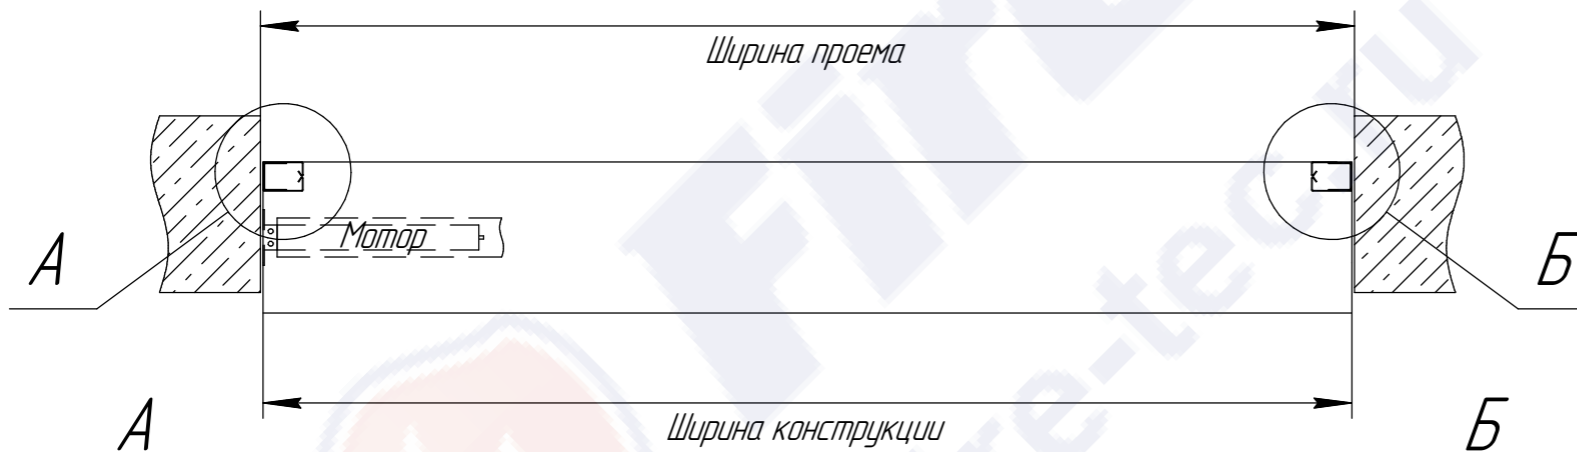 Ширина проема
Мотор
А
Б
Ширина конструкции
А
Б